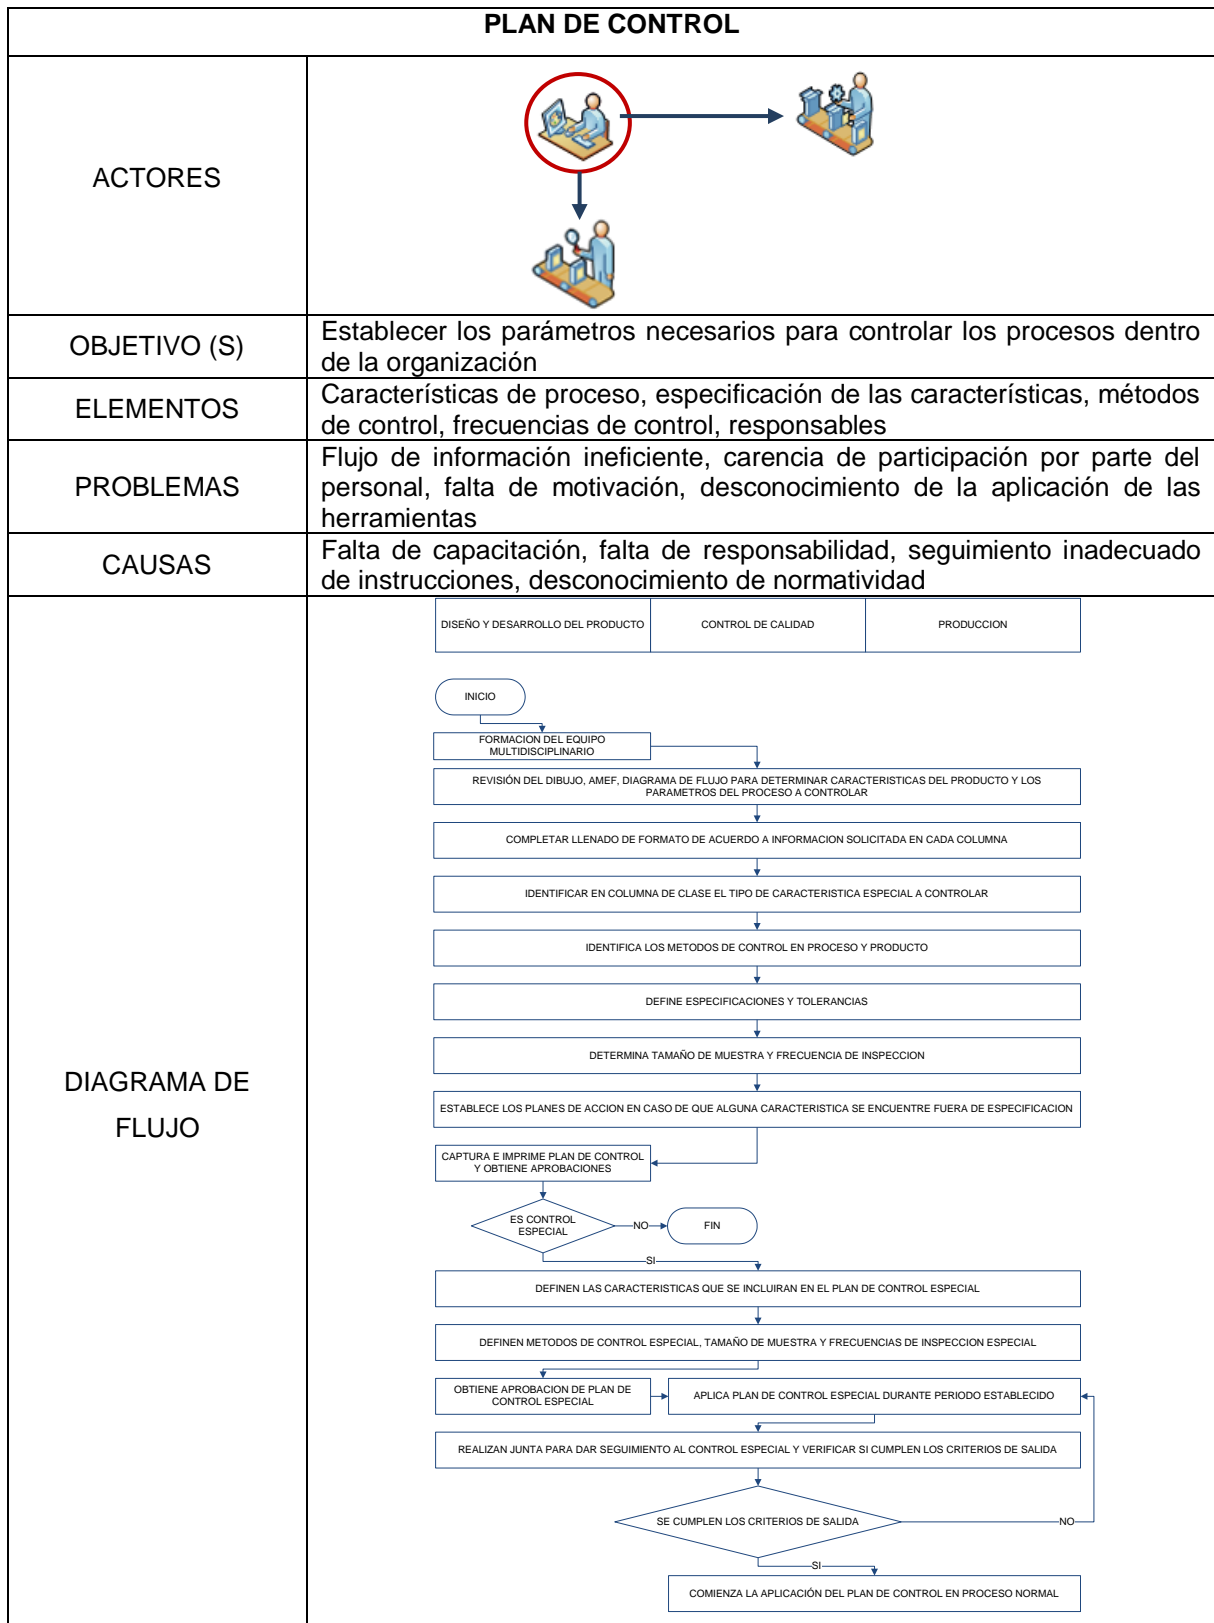 PLAN DE CONTROL
ACTORES
OBJETIVO (S)
Establecer los parámetros necesarios para controlar los procesos dentro
de la organización
ELEMENTOS
Características de proceso, especificación de las características, métodos
de control, frecuencias de control, responsables
PROBLEMAS
Flujo de información ineficiente, carencia de participación por parte del
personal, falta de motivación, desconocimiento de la aplicación de las
herramientas
CAUSAS
Falta de capacitación, falta de responsabilidad, seguimiento inadecuado
de instrucciones, desconocimiento de normatividad
DIAGRAMA DE
FLUJO
DISEÑO Y DESARROLLO DEL PRODUCTO
CONTROL DE CALIDAD
PRODUCCION
INICIO
FORMACION DEL EQUIPO
MULTIDISCIPLINARIO
REVISIÓN DEL DIBUJO, AMEF, DIAGRAMA DE FLUJO PARA DETERMINAR CARACTERISTICAS DEL PRODUCTO Y LOS
PARAMETROS DEL PROCESO A CONTROLAR
COMPLETAR LLENADO DE FORMATO DE ACUERDO A INFORMACION SOLICITADA EN CADA COLUMNA
IDENTIFICAR EN COLUMNA DE CLASE EL TIPO DE CARACTERISTICA ESPECIAL A CONTROLAR
IDENTIFICA LOS METODOS DE CONTROL EN PROCESO Y PRODUCTO
DEFINE ESPECIFICACIONES Y TOLERANCIAS
DETERMINA TAMAÑO DE MUESTRA Y FRECUENCIA DE INSPECCION
ESTABLECE LOS PLANES DE ACCION EN CASO DE QUE ALGUNA CARACTERISTICA SE ENCUENTRE FUERA DE ESPECIFICACION
CAPTURA E IMPRIME PLAN DE CONTROL
Y OBTIENE APROBACIONES
ES CONTROL
ESPECIAL
NO
FIN
SI
DEFINEN LAS CARACTERISTICAS QUE SE INCLUIRAN EN EL PLAN DE CONTROL ESPECIAL
DEFINEN METODOS DE CONTROL ESPECIAL, TAMAÑO DE MUESTRA Y FRECUENCIAS DE INSPECCION ESPECIAL
OBTIENE APROBACION DE PLAN DE
CONTROL ESPECIAL
APLICA PLAN DE CONTROL ESPECIAL DURANTE PERIODO ESTABLECIDO
REALIZAN JUNTA PARA DAR SEGUIMIENTO AL CONTROL ESPECIAL Y VERIFICAR SI CUMPLEN LOS CRITERIOS DE SALIDA
SE CUMPLEN LOS CRITERIOS DE SALIDA
NO
SI
COMIENZA LA APLICACIÓN DEL PLAN DE CONTROL EN PROCESO NORMAL